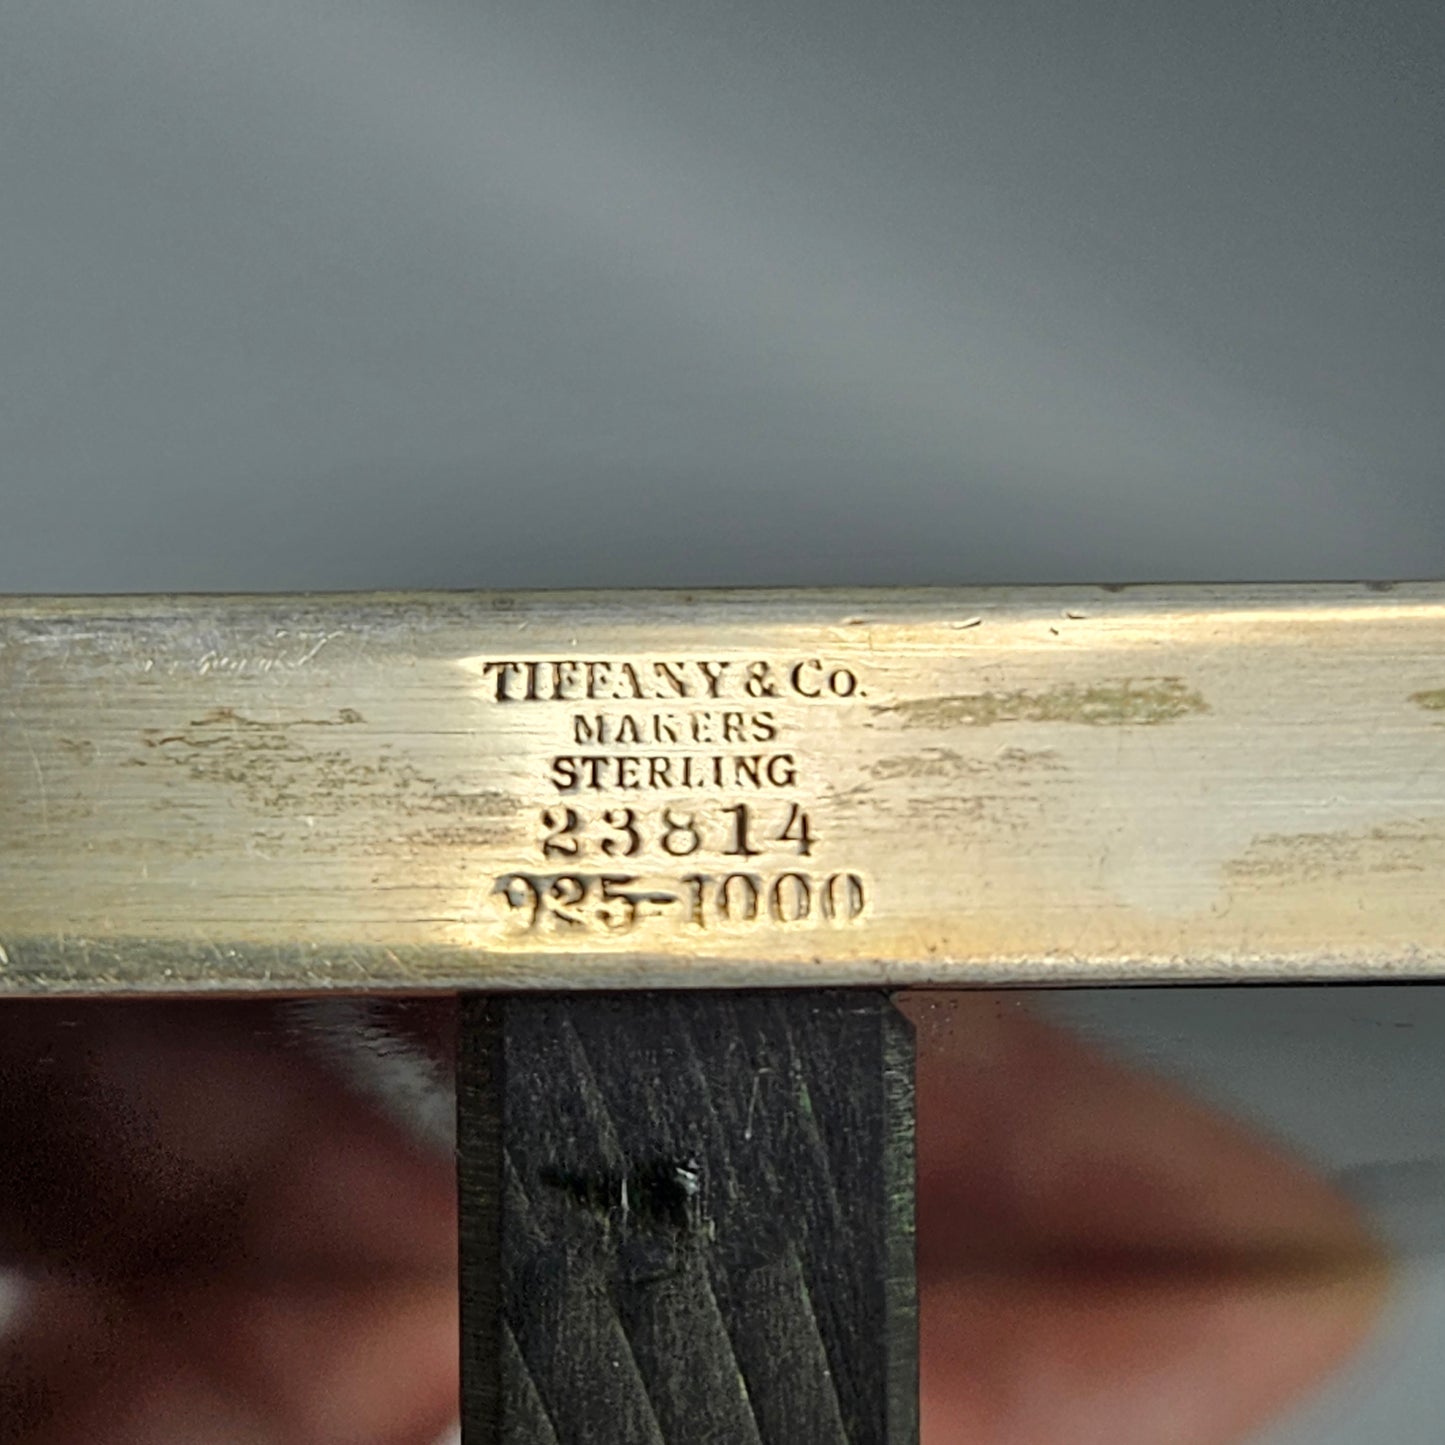 TIFFANY & Co.
MAKERS
STERLING
23814
925-1000